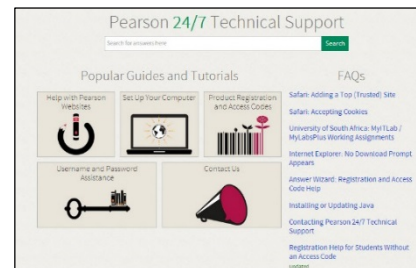 Pearson 24/7 Technical Support
Search for answers here
Search
Popular Guides and Tutorials
Help with Pearson
Websites
Set Up Your Computer
Product Registration
and Access Codes
Username and Password
Assistance
Contact Us
FAQs
Safari: Adding a Top (Trusted) Site
Safari: Accepting Cookies
University of South Africa: MyITLab /
MyLabsPlus Working Assignments
Internet Explorer: No Download Prompt
Appears
Answer Wizard: Registration and Access
Code Help
Installing or Updating Java
Contacting Pearson 24/7 Technical
Support
Registration Help for Students Without
an Access Code
updated